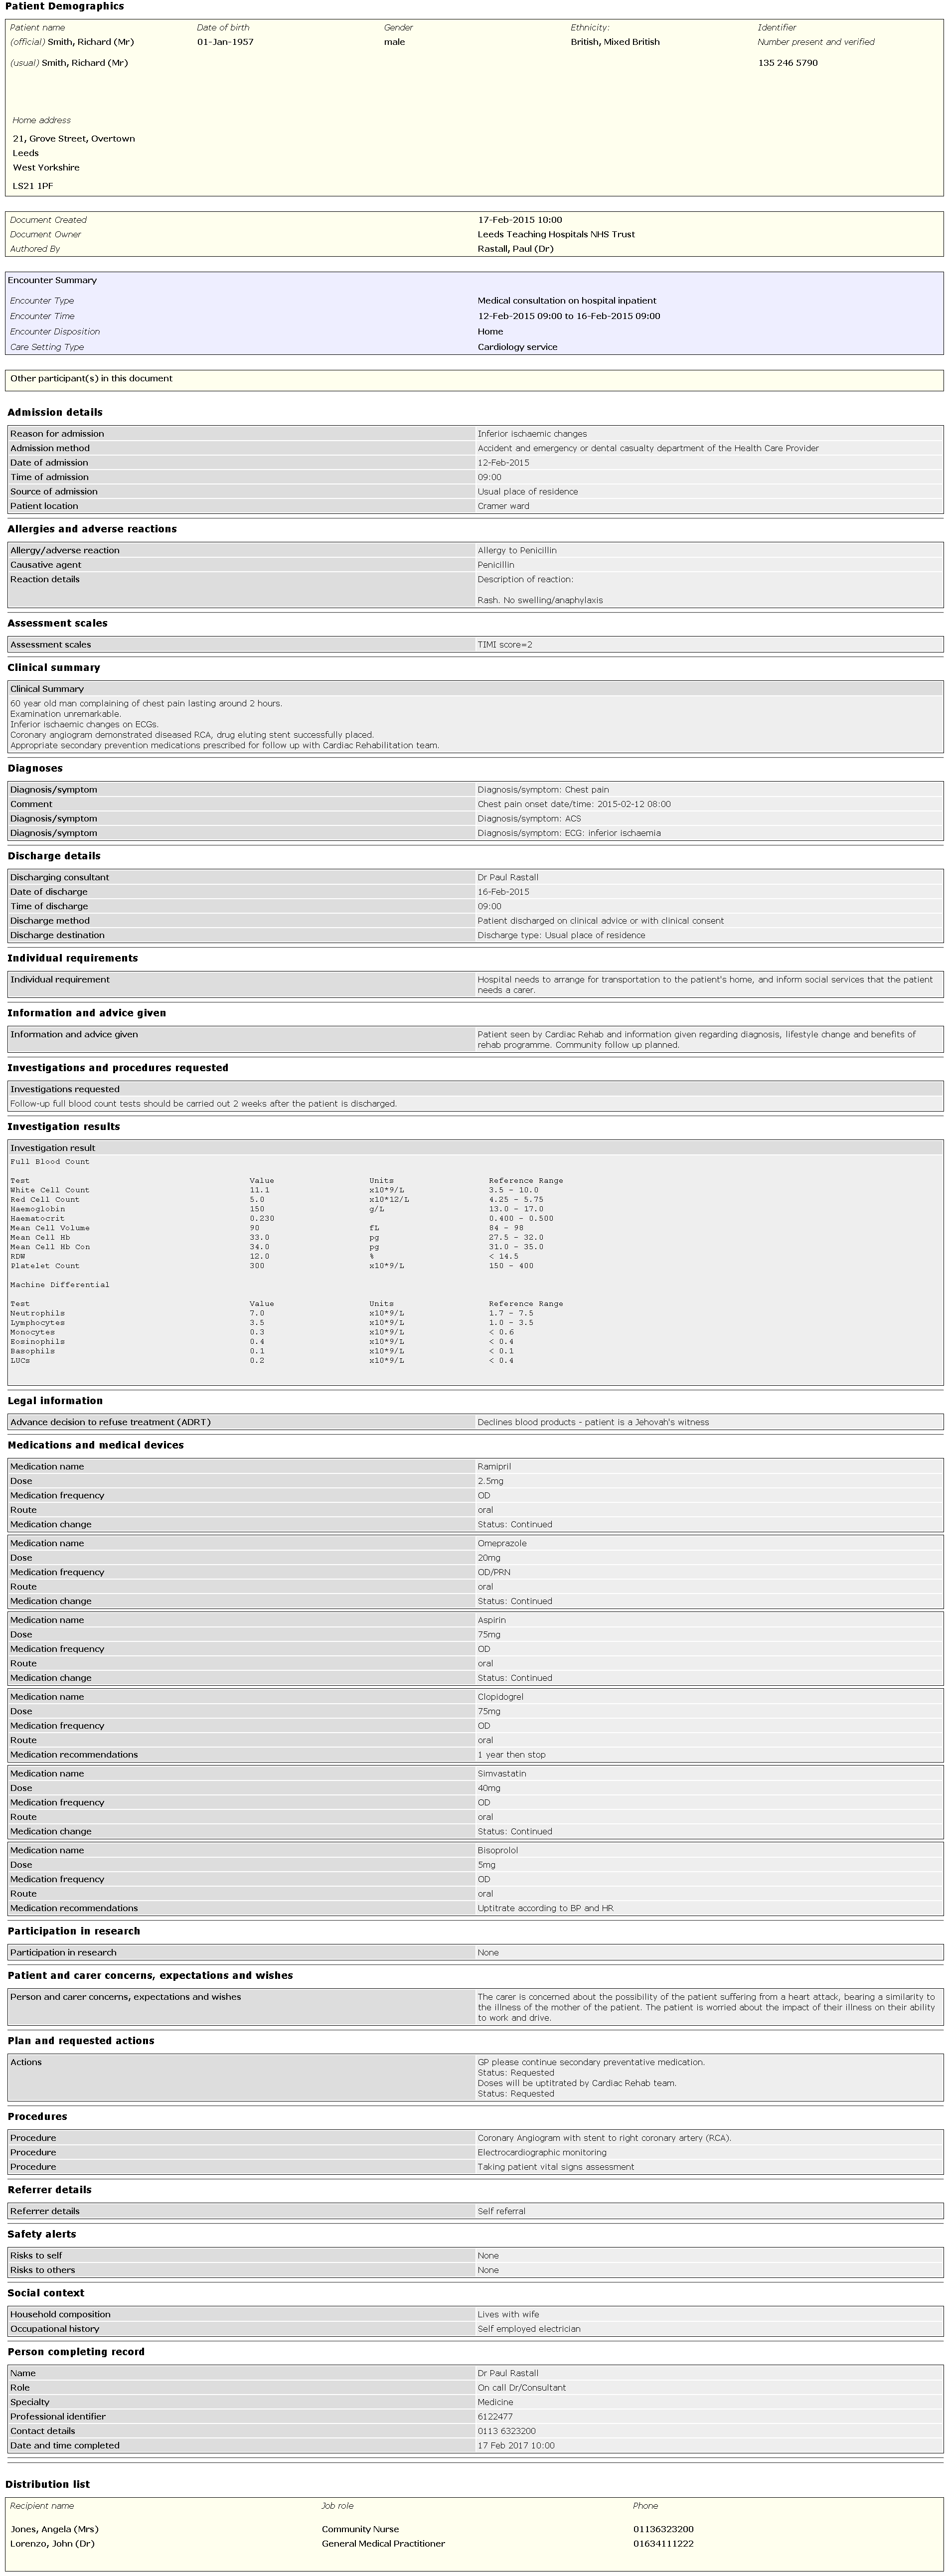 Patient Demographics
Patient name Date of birth Gender Ethnicity: Identifier
(official) Smith, Richard (Mr) 01-Jan-1957 male British, Mixed British Number present and verified
(usual) Smith, Richard (Mr) 135 246 5790
Home address
21, Grove Street, Overtown
Leeds
West Yorkshire
LS21 1PF
Document Created 17-Feb-2015 10:00
Document Owner Leeds Teaching Hospitals NHS Trust
Authored By Rastall, Paul (Dr)
Encounter Summary
Encounter Type Medical consultation on hospital inpatient
Encounter Time 12-Feb-2015 09:00 to 16-Feb-2015 09:00
Encounter Disposition Home
Care Setting Type Cardiology service
Other participant(s) in this document
Admission details
Reason for admission Inferior ischaemic changes
Admission method Accident and emergency or dental casualty department of the Health Care Provider
Date of admission 12-Feb-2015
Time of admission 09:00
Source of admission Usual place of residence
Patient location Cramer ward
Allergies and adverse reactions
Allergy/adverse reaction Allergy to Penicillin
Causative agent Penicillin
Reaction details Description of reaction:
Rash. No swelling/anaphylaxis
Assessment scales
Assessment scales TIMI score=2
Clinical summary
Clinical Summary
60 year old man complaining of chest pain lasting around 2 hours.
Examination unremarkable.
Inferior ischaemic changes on ECGs.
Coronary angiogram demonstrated diseased RCA, drug eluting stent successfully placed.
Appropriate secondary prevention medications prescribed for follow up with Cardiac Rehabilitation team.
Diagnoses
Diagnosis/symptom Diagnosis/symptom: Chest pain
Comment Chest pain onset date/time: 2015-02-12 08:00
Diagnosis/symptom Diagnosis/symptom: ACS
Diagnosis/symptom Diagnosis/symptom: ECG: inferior ischaemia
Discharge details
Discharging consultant Dr Paul Rastall
Date of discharge 16-Feb-2015
Time of discharge 09:00
Discharge method Patient discharged on clinical advice or with clinical consent
Discharge destination Discharge type: Usual place of residence
Individual requirements
Individual requirement Hospital needs to arrange for transportation to the patient's home, and inform social services that the patient
needs a carer.
Information and advice given
Information and advice given Patient seen by Cardiac Rehab and information given regarding diagnosis, lifestyle change and benefits of
rehab programme. Community follow up planned.
Investigations and procedures requested
Investigations requested
Follow-up full blood count tests should be carried out 2 weeks after the patient is discharged.
Investigation results
Investigation result
Full Blood Count
Test Value Units Reference Range
White Cell Count 11.1 x10*9/L 3.5 - 10.0
Red Cell Count 5.0 x10*12/L 4.25 - 5.75
Haemoglobin 150 g/L 13.0 - 17.0
Haematocrit 0.230 0.400 - 0.500
Mean Cell Volume 90 fL 84 - 98
Mean Cell Hb 33.0 pg 27.5 - 32.0
Mean Cell Hb Con 34.0 pg 31.0 - 35.0
RDW 12.0 % < 14.5
Platelet Count 300 x10*9/L 150 - 400
Machine Differential
Test Value Units Reference Range
Neutrophils 7.0 x10*9/L 1.7 - 7.5
Lymphocytes 3.5 x10*9/L 1.0 - 3.5
Monocytes 0.3 x10*9/L < 0.6
Eosinophils 0.4 x10*9/L < 0.4
Basophils 0.1 x10*9/L < 0.1
LUCs 0.2 x10*9/L < 0.4
Legal information
Advance decision to refuse treatment (ADRT) Declines blood products - patient is a Jehovah's witness
Medications and medical devices
Medication name Ramipril
Dose 2.5mg
Medication frequency OD
Route oral
Medication change Status: Continued
Medication name Omeprazole
Dose 20mg
Medication frequency OD/PRN
Route oral
Medication change Status: Continued
Medication name Aspirin
Dose 75mg
Medication frequency OD
Route oral
Medication change Status: Continued
Medication name Clopidogrel
Dose 75mg
Medication frequency OD
Route oral
Medication recommendations 1 year then stop
Medication name Simvastatin
Dose 40mg
Medication frequency OD
Route oral
Medication change Status: Continued
Medication name Bisoprolol
Dose 5mg
Medication frequency OD
Route oral
Medication recommendations Uptitrate according to BP and HR
Participation in research
Participation in research None
Patient and carer concerns, expectations and wishes
Person and carer concerns, expectations and wishes The carer is concerned about the possibility of the patient suffering from a heart attack, bearing a similarity to
the illness of the mother of the patient. The patient is worried about the impact of their illness on their ability
to work and drive.
Plan and requested actions
Actions GP please continue secondary preventative medication.
Status: Requested
Doses will be uptitrated by Cardiac Rehab team.
Status: Requested
Procedures
Procedure Coronary Angiogram with stent to right coronary artery (RCA).
Procedure Electrocardiographic monitoring
Procedure Taking patient vital signs assessment
Referrer details
Referrer details Self referral
Safety alerts
Risks to self None
Risks to others None
Social context
Household composition Lives with wife
Occupational history Self employed electrician
Person completing record
Name Dr Paul Rastall
Role On call Dr/Consultant
Specialty Medicine
Professional identifier 6122477
Contact details 0113 6323200
Date and time completed 17 Feb 2017 10:00
Distribution list
Recipient name Job role Phone
Jones, Angela (Mrs) Community Nurse 01136323200
Lorenzo, John (Dr) General Medical Practitioner 01634111222